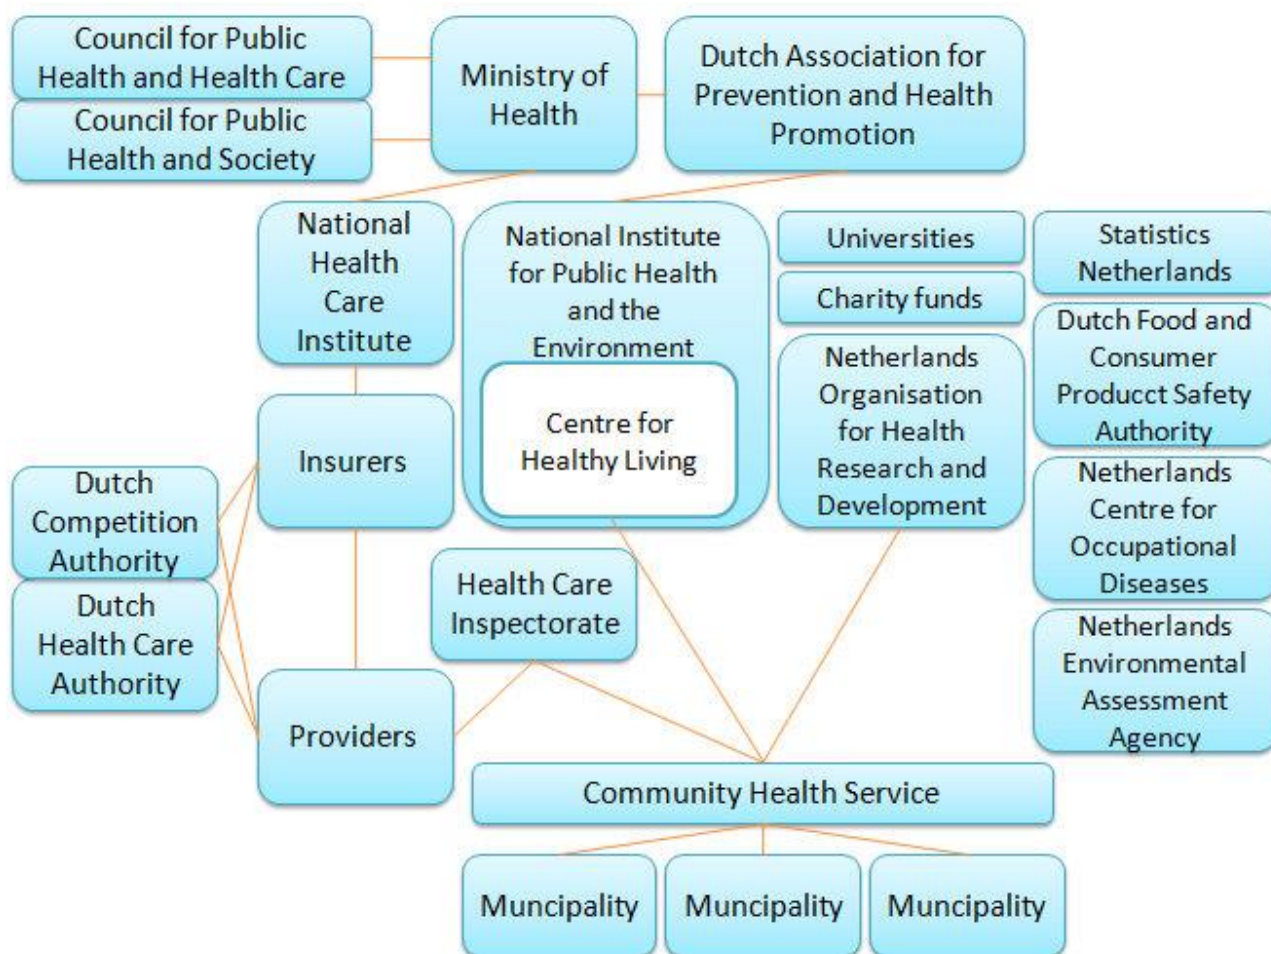 Council for Public
Health and Health Care
Council for Public
Health and Society
Ministry of
Health
Dutch Association for
Prevention and Health
Promotion
National
Health
Care
Institute
National Institute
for Public Health
and the
Environment
Centre for
Healthy Living
Universities
Charity funds
Netherlands
Organisation
for Health
Research and
Development
Statistics
Netherlands
Dutch Food and
Consumer
Producct Safety
Authority
Netherlands
Centre for
Occupational
Diseases
Netherlands
Environmental
Assessment
Agency
Insurers
Dutch
Competition
Authority
Dutch
Health Care
Authority
Health Care
Inspectorate
Providers
Community Health Service
Muncipality
Muncipality
Muncipality